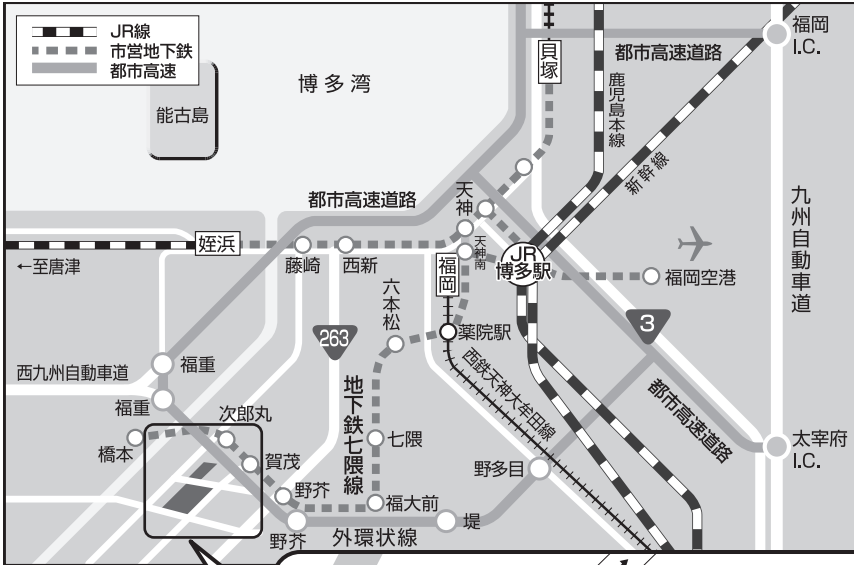 JR線
市営地下鉄
都市高速
能古島
博多湾
貝塚
都市高速道路
福岡
I.C.
鹿児島本線
新幹線
九州自動車道
都市高速道路
天神
姪浜
←至唐津
藤崎
西新
福岡
天神南
JR
博多駅
福岡空港
六本松
263
薬院駅
3
西九州自動車道
福重
福重
地下鉄七隈線
西鉄天神大牟田線
都市高速道路
次郎丸
橋本
賀茂
七隈
野芥
福大前
野多目
太宰府
I.C.
野芥
外環状線
堤